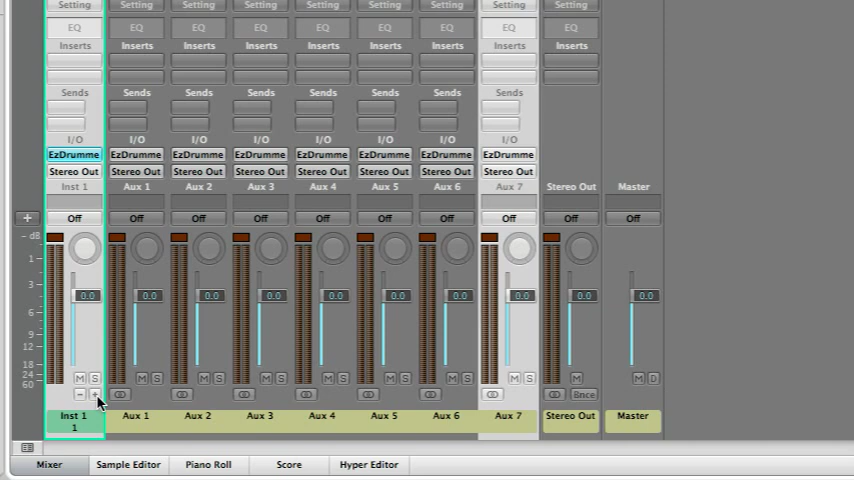 Setting Setting Setting Setting Setting Setting Setting Setting Setting
EQ EQ EQ EQ EQ EQ EQ EQ EQ
Inserts Inserts Inserts Inserts Inserts Inserts Inserts Inserts Inserts
Sends Sends Sends Sends Sends Sends Sends Sends
I/O I/O I/O I/O I/O I/O I/O I/O
EzDrumme EzDrumme EzDrumme EzDrumme EzDrumme EzDrumme EzDrumme EzDrumme
Stereo Out Stereo Out Stereo Out Stereo Out Stereo Out Stereo Out Stereo Out Stereo Out
Inst 1 Aux 1 Aux 2 Aux 3 Aux 4 Aux 5 Aux 6 Aux 7 Stereo Out Master
+ Off Off Off Off Off Off Off Off Off Off
- dB
1
3
0.0 0.0 0.0 0.0 0.0 0.0 0.0 0.0 0.0 0.0
6
9
12
18
24 M S M S M S M S M S M S M S M S M M D
60
- + Bnce
Inst 1 Aux 1 Aux 2 Aux 3 Aux 4 Aux 5 Aux 6 Aux 7 Stereo Out Master
1
Mixer Sample Editor Piano Roll Score Hyper Editor